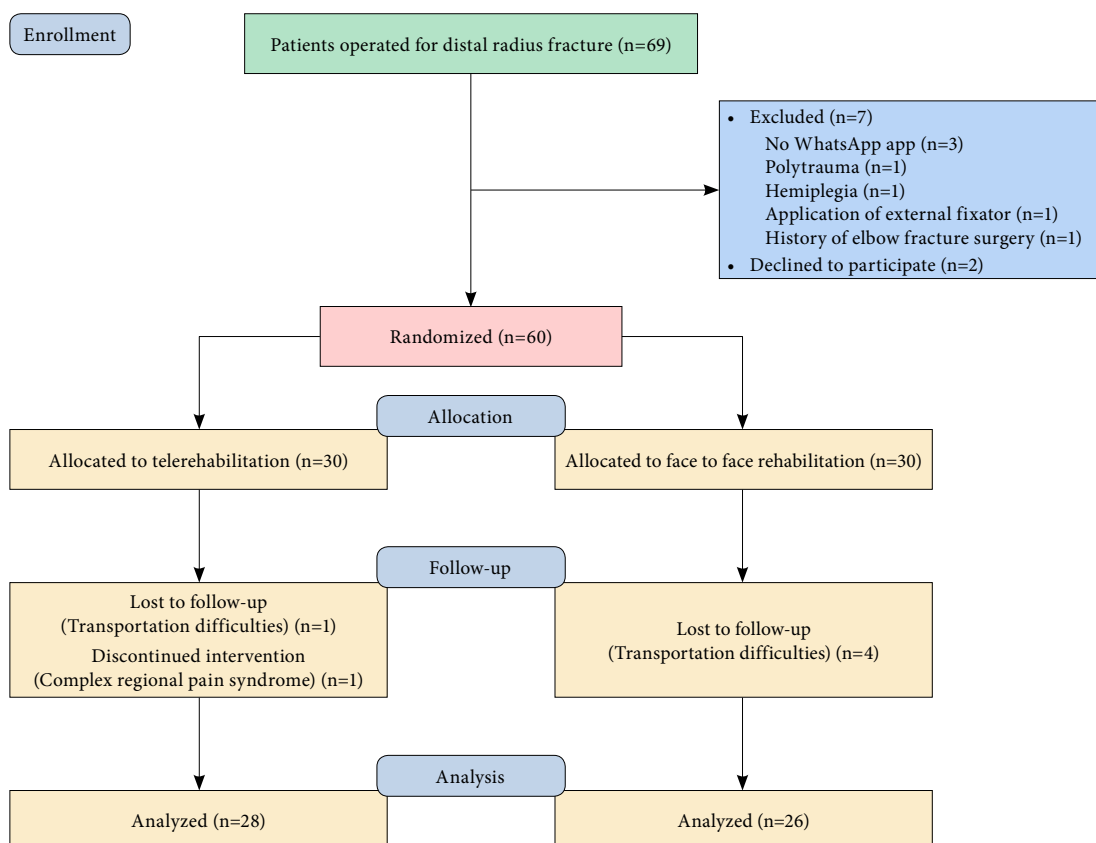 Enrollment
Patients operated for distal radius fracture (n=69)
• Excluded (n=7)
No WhatsApp app (n=3)
Polytrauma (n=1)
Hemiplegia (n=1)
Application of external fixator (n=1)
History of elbow fracture surgery (n=1)
• Declined to participate (n=2)
Randomized (n=60)
Allocation
Allocated to telerehabilitation (n=30)
Allocated to face to face rehabilitation (n=30)
Follow-up
Lost to follow-up
(Transportation difficulties) (n=1)
Discontinued intervention
(Complex regional pain syndrome) (n=1)
Lost to follow-up
(Transportation difficulties) (n=4)
Analysis
Analyzed (n=28)
Analyzed (n=26)